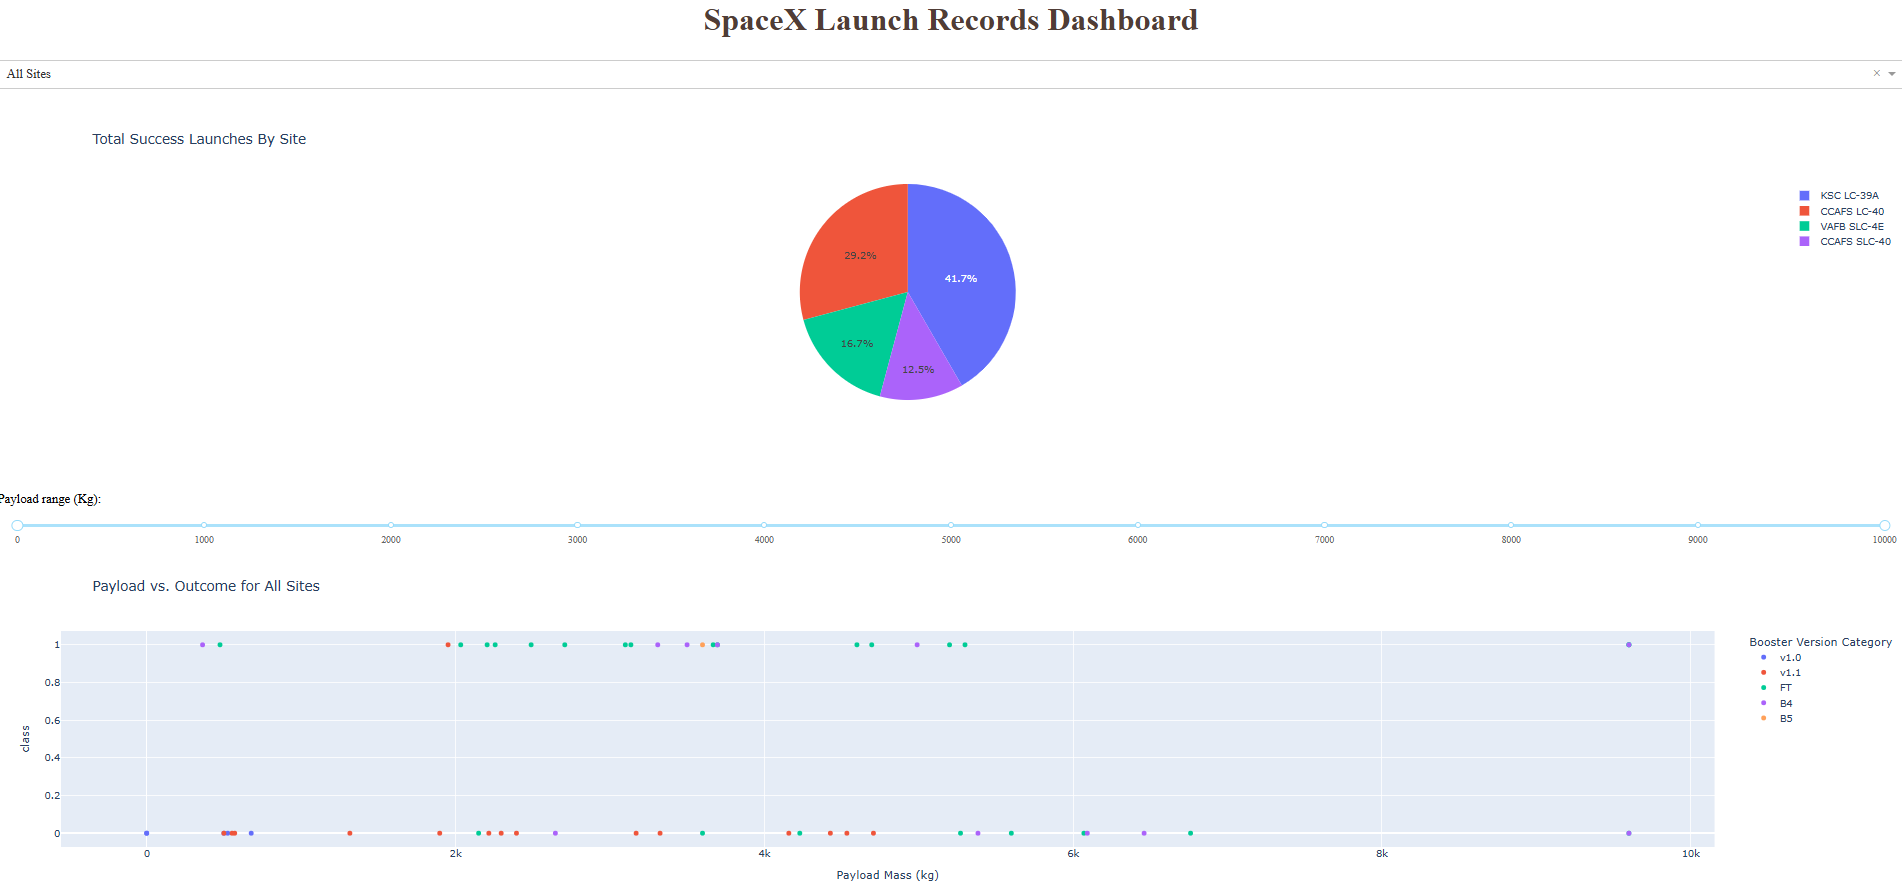 SpaceX Launch Records Dashboard
All Sites
×
Total Success Launches By Site
KSC LC-39A
CCAFS LC-40
VAFB SLC-4E
CCAFS SLC-40
29.2%
41.7%
16.7%
12.5%
Payload range (Kg):
0 1000 2000 3000 4000 5000 6000 7000 8000 9000 10000
Payload vs. Outcome for All Sites
Booster Version Category
v1.0
v1.1
FT
B4
B5
1
0.8
0.6
0.4
0.2
0
class
0 2k 4k 6k 8k 10k
Payload Mass (kg)